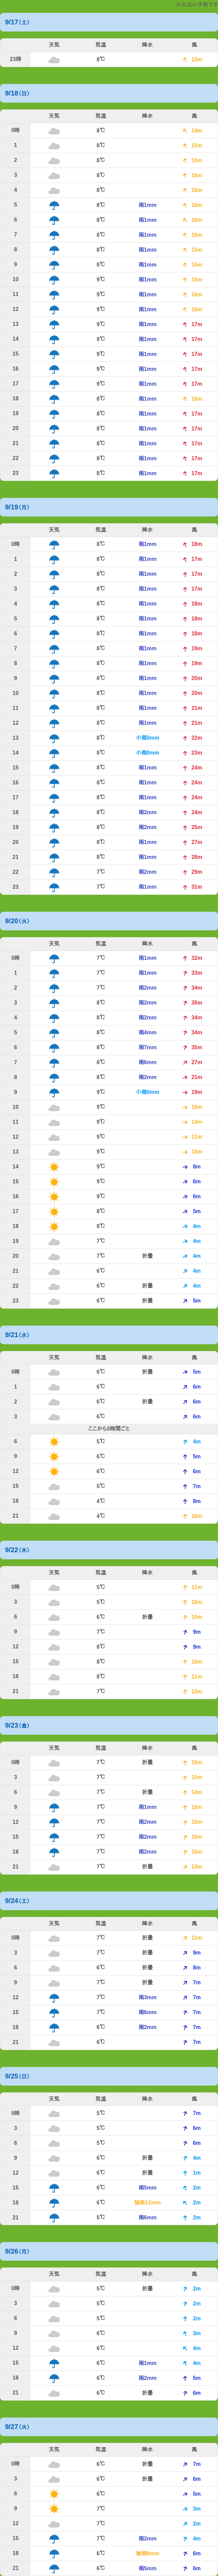 9/17(土)
天気 気温 降水 風
23時 8℃ 13m
9/18(日)
天気 気温 降水 風
0時 8℃ 14m
1 8℃ 15m
2 8℃ 15m
3 8℃ 16m
4 8℃ 16m
5 8℃ 雨1mm 16m
6 8℃ 雨1mm 16m
7 8℃ 雨1mm 16m
8 8℃ 雨1mm 15m
9 8℃ 雨1mm 15m
10 9℃ 雨1mm 15m
11 9℃ 雨1mm 16m
12 9℃ 雨1mm 16m
13 9℃ 雨1mm 17m
14 9℃ 雨1mm 17m
15 9℃ 雨1mm 17m
16 9℃ 雨1mm 17m
17 9℃ 雨1mm 17m
18 8℃ 雨1mm 16m
19 8℃ 雨1mm 17m
20 8℃ 雨1mm 17m
21 8℃ 雨1mm 17m
22 8℃ 雨1mm 17m
23 8℃ 雨1mm 17m
9/19(月)
天気 気温 降水 風
0時 8℃ 雨1mm 18m
1 8℃ 雨1mm 17m
2 8℃ 雨1mm 17m
3 8℃ 雨1mm 17m
4 8℃ 雨1mm 18m
5 8℃ 雨1mm 18m
6 8℃ 雨1mm 18m
7 8℃ 雨1mm 19m
8 8℃ 雨1mm 19m
9 8℃ 雨1mm 20m
10 8℃ 雨1mm 20m
11 8℃ 雨1mm 21m
12 8℃ 雨1mm 21m
13 8℃ 小雨0mm 22m
14 8℃ 小雨0mm 23m
15 8℃ 雨1mm 24m
16 8℃ 雨1mm 24m
17 8℃ 雨1mm 24m
18 8℃ 雨2mm 24m
19 8℃ 雨2mm 25m
20 8℃ 雨1mm 27m
21 8℃ 雨1mm 28m
22 7℃ 雨2mm 29m
23 7℃ 雨1mm 31m
9/20(火)
天気 気温 降水 風
0時 7℃ 雨1mm 32m
1 7℃ 雨1mm 33m
2 7℃ 雨2mm 34m
3 8℃ 雨2mm 35m
4 8℃ 雨2mm 34m
5 8℃ 雨4mm 34m
6 8℃ 雨7mm 35m
7 8℃ 雨6mm 27m
8 8℃ 雨2mm 21m
9 9℃ 小雨0mm 19m
10 9℃ 16m
11 9℃ 14m
12 9℃ 11m
13 9℃ 10m
14 9℃ 8m
15 9℃ 6m
16 9℃ 6m
17 8℃ 5m
18 8℃ 4m
19 7℃ 4m
20 7℃ 折曇 4m
21 6℃ 4m
22 6℃ 折曇 4m
23 6℃ 折曇 5m
9/21(水)
天気 気温 降水 風
0時 6℃ 折曇 5m
1 6℃ 6m
2 6℃ 折曇 6m
3 6℃ 6m
ここから3時間ごと
6 5℃ 4m
9 6℃ 5m
12 6℃ 6m
15 5℃ 7m
18 4℃ 8m
21 4℃ 10m
9/22(木)
天気 気温 降水 風
0時 5℃ 11m
3 5℃ 10m
6 6℃ 折曇 10m
9 7℃ 9m
12 8℃ 9m
15 8℃ 10m
18 8℃ 11m
21 7℃ 13m
9/23(金)
天気 気温 降水 風
0時 7℃ 折曇 15m
3 7℃ 15m
6 7℃ 折曇 14m
9 7℃ 雨1mm 15m
12 7℃ 雨2mm 15m
15 7℃ 雨2mm 15m
18 7℃ 雨2mm 15m
21 7℃ 折曇 13m
9/24(土)
天気 気温 降水 風
0時 7℃ 折曇 11m
3 7℃ 折曇 9m
6 6℃ 折曇 8m
9 7℃ 折曇 7m
12 7℃ 雨3mm 7m
15 7℃ 雨6mm 7m
18 6℃ 雨2mm 7m
21 6℃ 7m
9/25(日)
天気 気温 降水 風
0時 5℃ 7m
3 5℃ 6m
6 5℃ 6m
9 6℃ 折曇 4m
12 6℃ 折曇 1m
15 6℃ 雨5mm 2m
18 6℃ 強雨12mm 2m
21 5℃ 雨6mm 2m
9/26(月)
天気 気温 降水 風
0時 5℃ 折曇 2m
3 5℃ 2m
6 5℃ 2m
9 6℃ 3m
12 6℃ 4m
15 6℃ 雨1mm 4m
18 6℃ 雨2mm 5m
21 6℃ 折曇 6m
9/27(火)
天気 気温 降水 風
0時 6℃ 折曇 7m
3 6℃ 折曇 6m
6 6℃ 5m
9 7℃ 3m
12 7℃ 2m
15 7℃ 雨2mm 4m
18 6℃ 強雨8mm 6m
21 6℃ 雨5mm 6m